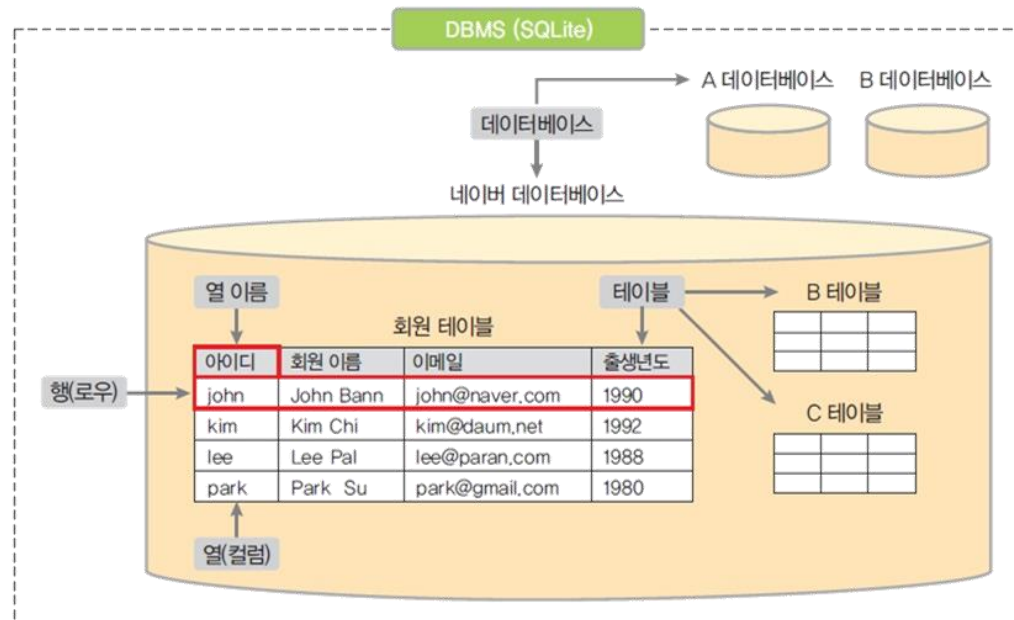 DBMS (SQLite)
A 데이터베이스 B 데이터베이스
데이터베이스
네이버 데이터베이스
열 이름
테이블
B 테이블
회원 테이블
아이디 회원 이름 이메일 출생년도
행(로우)
john John Bann john@naver.com 1990
kim Kim Chi kim@daum.net 1992
C 테이블
lee Lee Pal lee@paran.com 1988
park Park Su park@gmail.com 1980
열(컬럼)